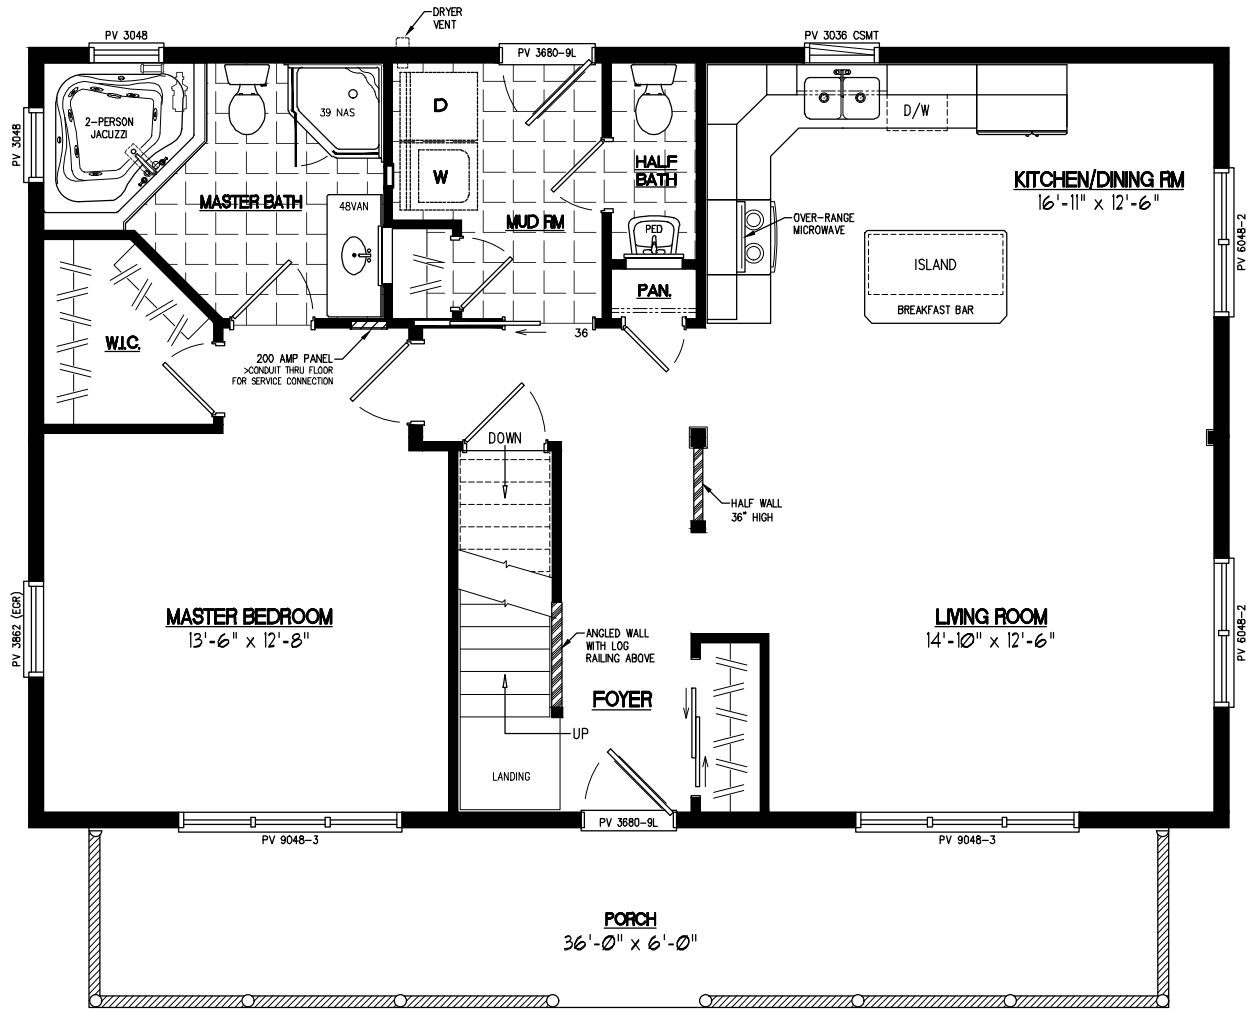 DRYER
VENT
PV 3048
PV 3680-9L
PV 3036 CSMT
2-PERSON
JACUZZI
39 NAS
D
D/W
PV 3048
W
HALF
BATH
KITCHEN/DINING RM
16'-11" x 12'-6"
MASTER BATH
48VAN
MUD RM
PED
OVER-RANGE
MICROWAVE
PV 6048-2
ISLAND
PAN.
BREAKFAST BAR
W.I.C.
36
200 AMP PANEL
>CONDUIT THRU FLOOR
FOR SERVICE CONNECTION
DOWN
HALF WALL
36" HIGH
PV 3862 (EGR)
MASTER BEDROOM
13'-6" x 12'-8"
ANGLED WALL
WITH LOG
RAILING ABOVE
LIVING ROOM
14'-10" x 12'-6"
PV 6048-2
FOYER
UP
LANDING
PV 9048-3
PV 3680-9L
PV 9048-3
PORCH
36'-0" x 6'-0"